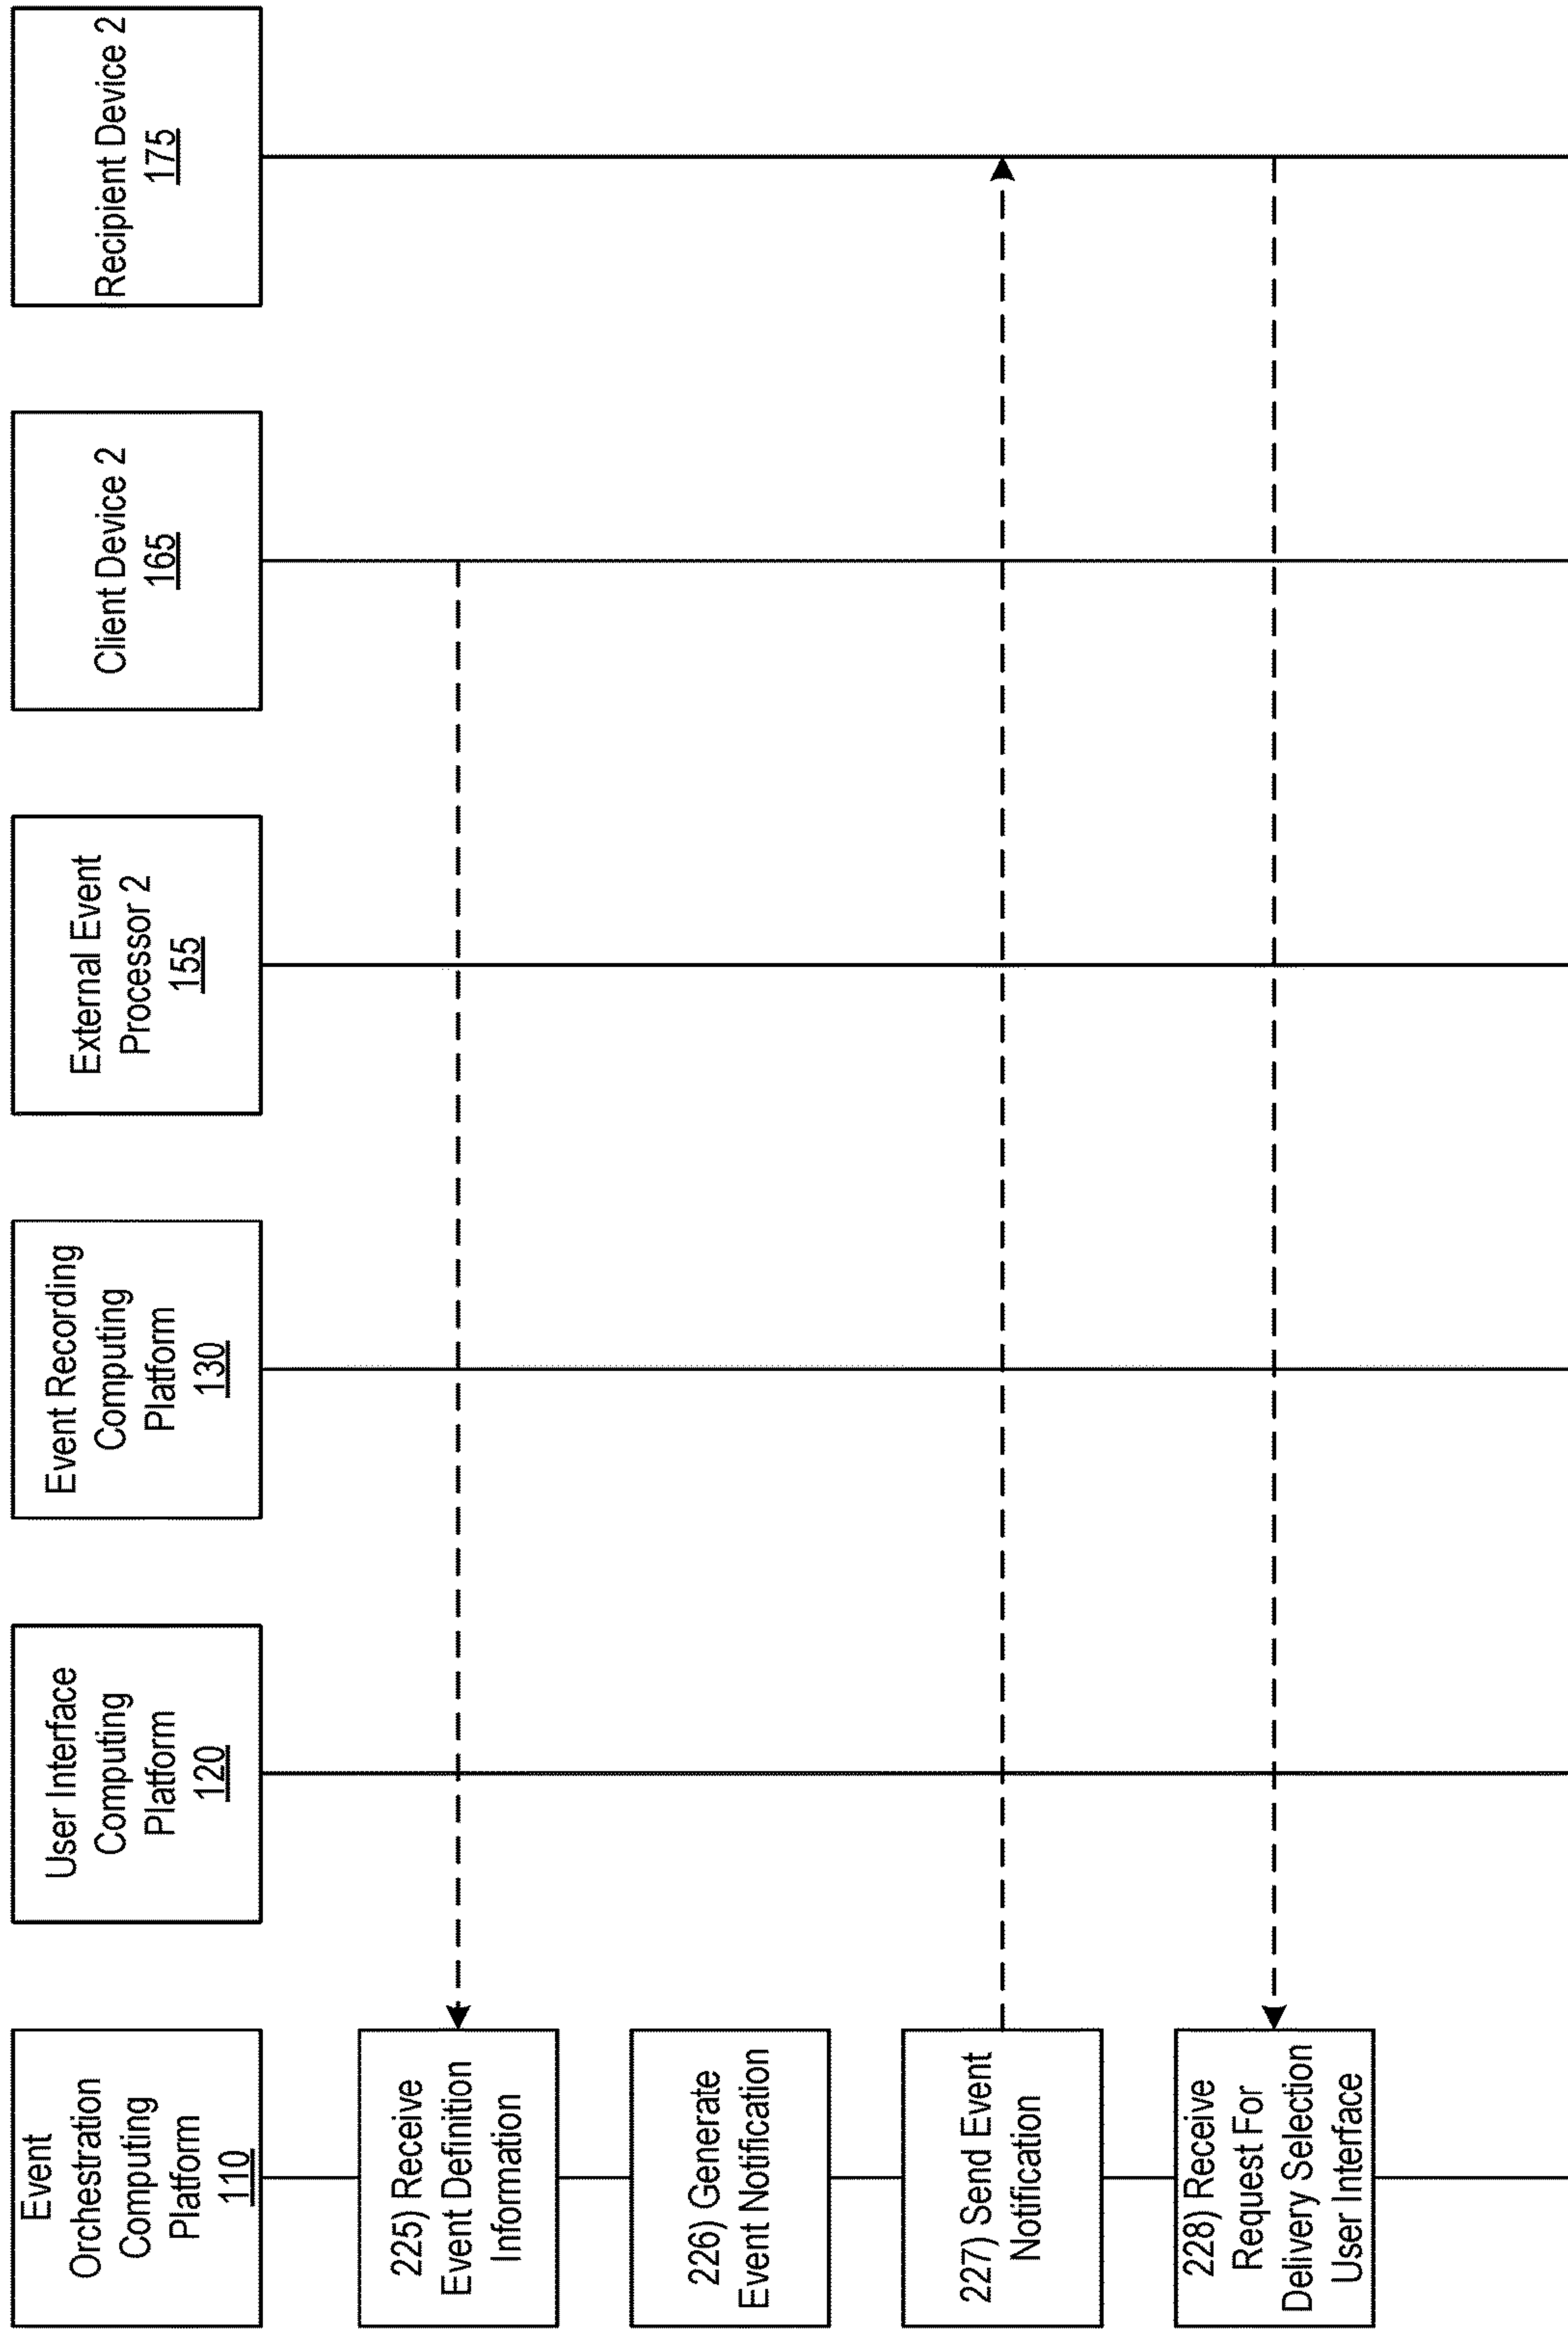 Event
Orchestration
Computing
Platform
110
User Interface
Computing
Platform
120
Event Recording
Computing
Platform
130
External Event
Processor 2
155
Client Device 2
165
Recipient Device 2
175
225) Receive
Event Definition
Information
226) Generate
Event Notification
227) Send Event
Notification
228) Receive
Request For
Delivery Selection
User Interface